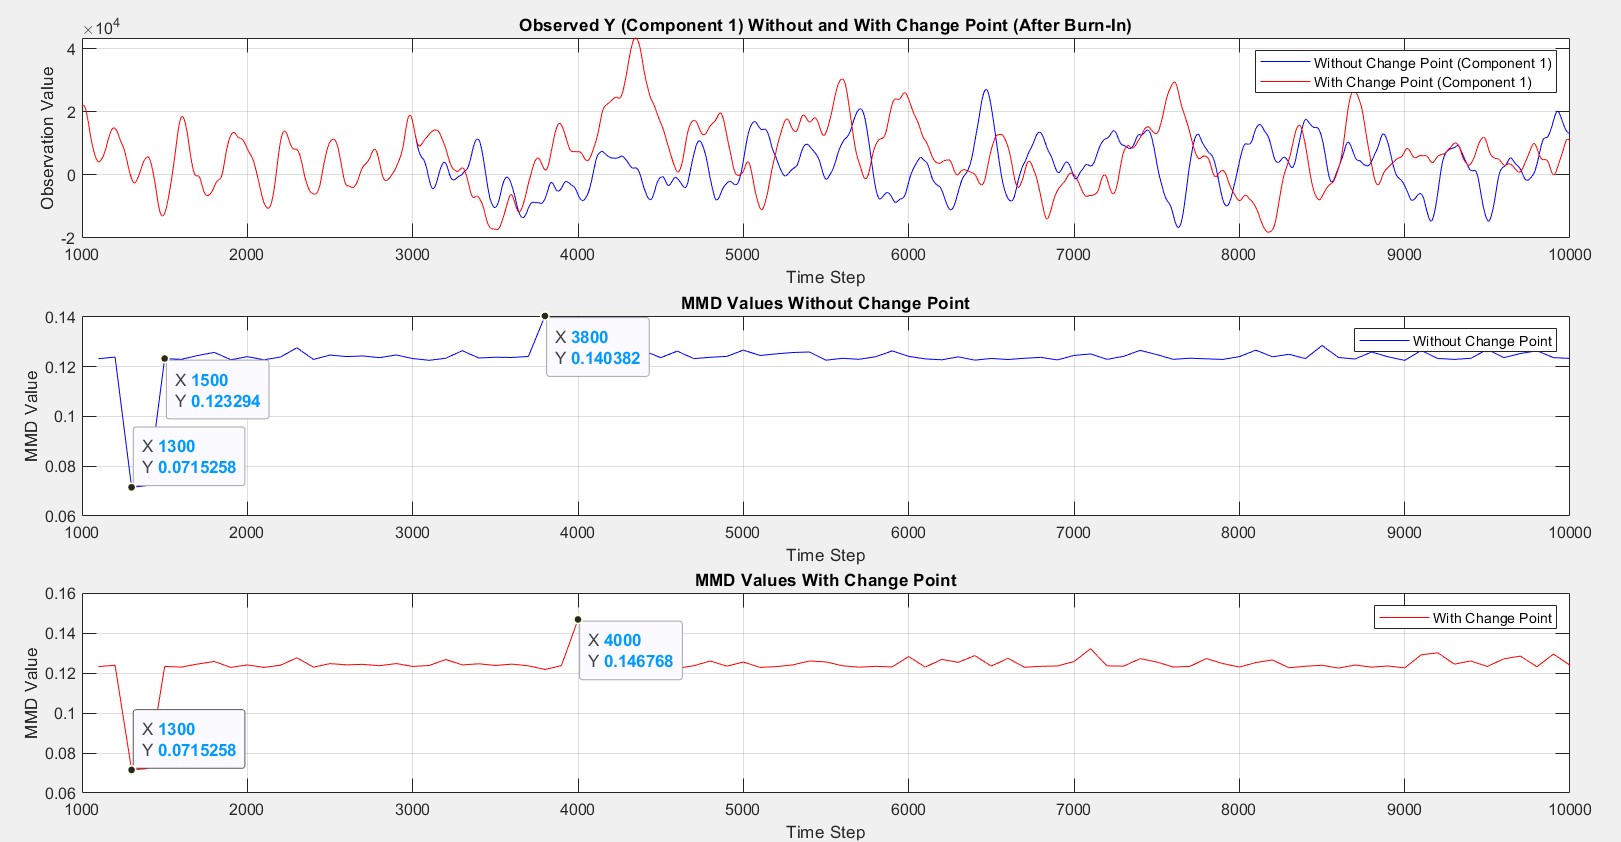 Observed Y (Component 1) Without and With Change Point (After Burn-In)
×10^4
4
2
0
-2
Observation Value
Without Change Point (Component 1)
With Change Point (Component 1)
1000 2000 3000 4000 5000 6000 7000 8000 9000 10000
Time Step
MMD Values Without Change Point
0.14
0.12
0.1
0.08
0.06
MMD Value
X 3800
Y 0.140382
X 1500
Y 0.123294
X 1300
Y 0.0715258
Without Change Point
1000 2000 3000 4000 5000 6000 7000 8000 9000 10000
Time Step
MMD Values With Change Point
0.16
0.14
0.12
0.1
0.08
0.06
MMD Value
X 4000
Y 0.146768
X 1300
Y 0.0715258
With Change Point
1000 2000 3000 4000 5000 6000 7000 8000 9000 10000
Time Step